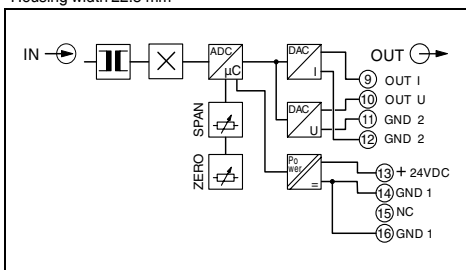 Housing width 22.5 mm
IN
OUT
ADC
µC
DAC
I
DAC
U
SPAN
ZERO
Po
wer
=
9 OUT I
10 OUT U
11 GND 2
12 GND 2
13 + 24VDC
14 GND 1
15 NC
16 GND 1